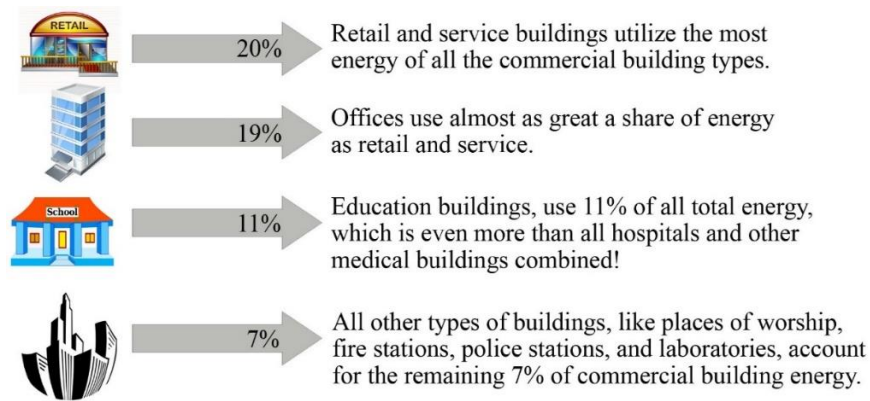 RETAIL
20%
Retail and service buildings utilize the most
energy of all the commercial building types.
19%
Offices use almost as great a share of energy
as retail and service.
School
11%
Education buildings, use 11% of all total energy,
which is even more than all hospitals and other
medical buildings combined!
7%
All other types of buildings, like places of worship,
fire stations, police stations, and laboratories, account
for the remaining 7% of commercial building energy.